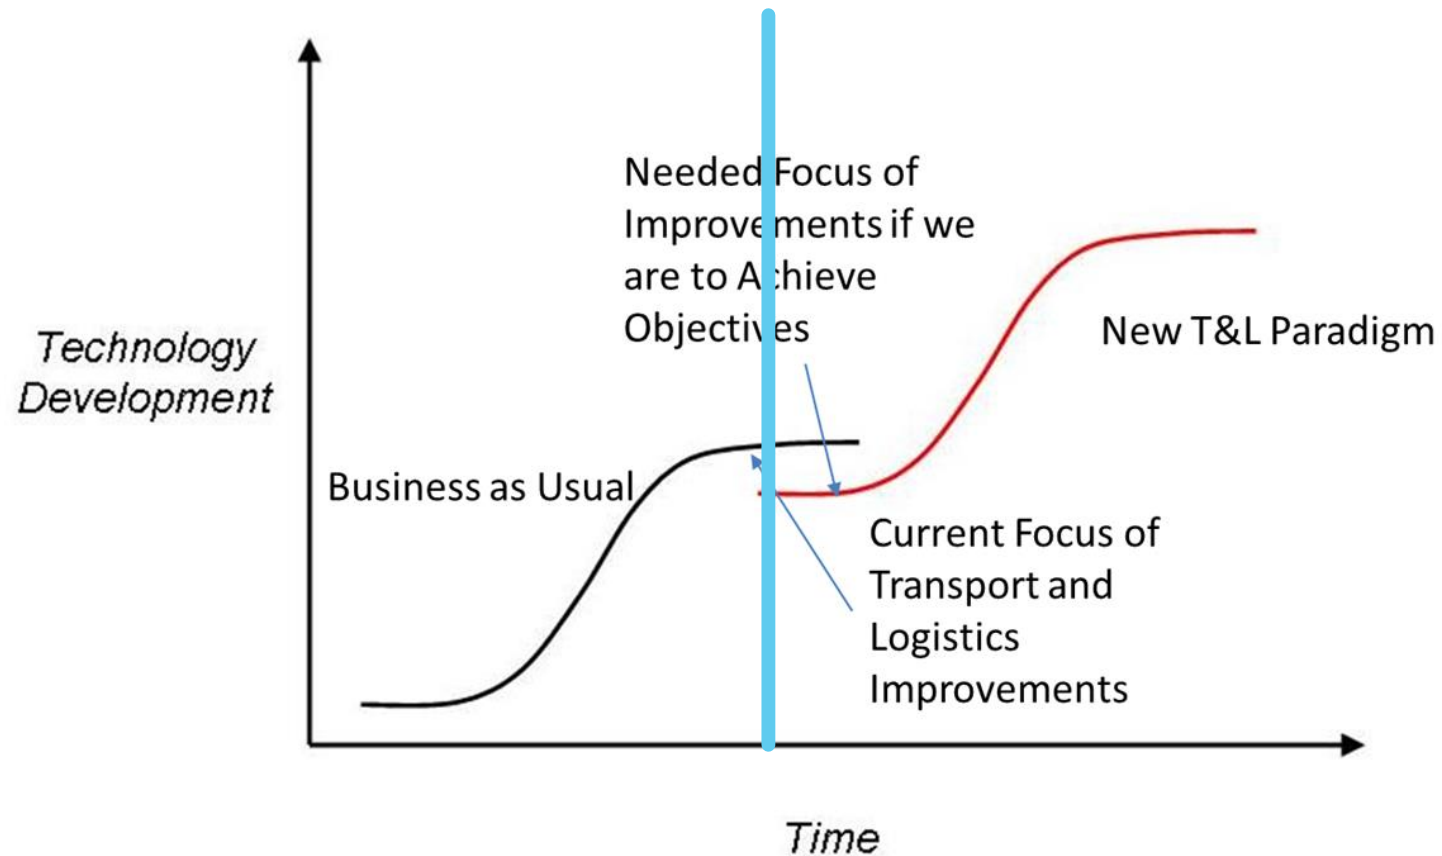 Needed Focus of
Improvements if we
are to Achieve
Objectives
Technology
Development
New T&L Paradigm
Business as Usual
Current Focus of
Transport and
Logistics
Improvements
Time